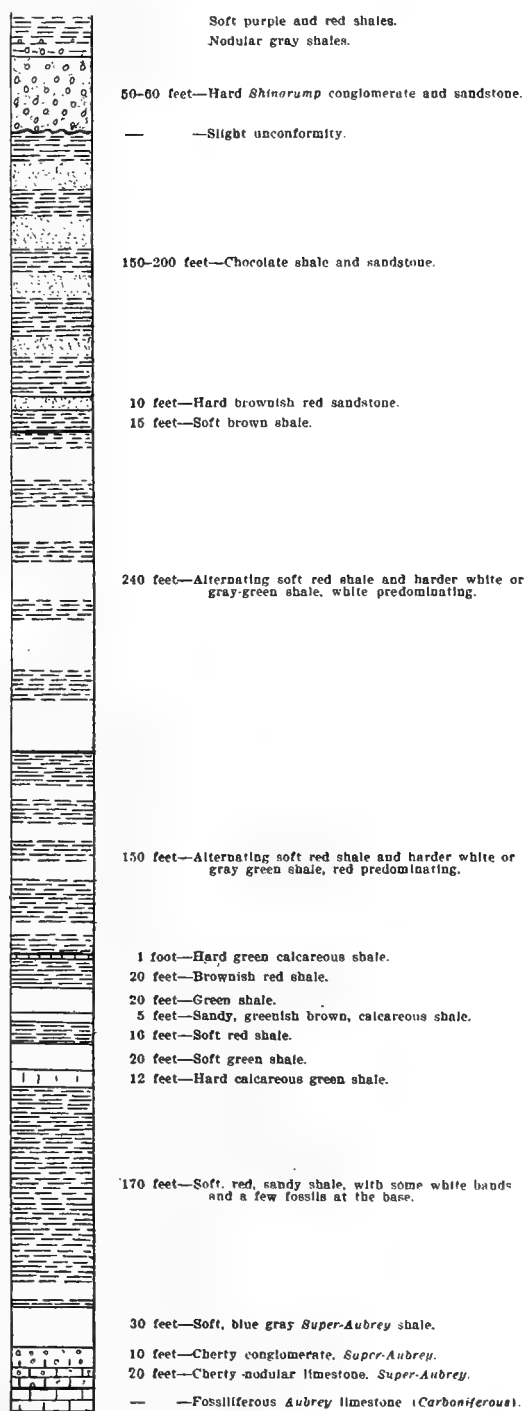 Soft purple and red shales.
Nodular gray shales.
50-60 feet—Hard Shinarump conglomerate and sandstone.
— —Slight unconformity.
150-200 feet—Chocolate shale and sandstone.
10 feet—Hard brownish red sandstone.
15 feet—Soft brown shale.
240 feet—Alternating soft red shale and harder white or
gray-green shale, white predominating.
150 feet—Alternating soft red shale and harder white or
gray green shale, red predominating.
1 foot—Hard green calcareous shale.
20 feet—Brownish red shale.
20 feet—Green shale.
5 feet—Sandy, greenish brown, calcareous shale.
16 feet—Soft red shale.
20 feet—Soft green shale.
12 feet—Hard calcareous green shale.
170 feet—Soft, red, sandy shale, with some white bands
and a few fossils at the base.
30 feet—Soft, blue gray Super-Aubrey shale.
10 feet—Cherty conglomerate, Super-Aubrey.
20 feet—Cherty nodular limestone, Super-Aubrey.
— —Fossiliferous Aubrey limestone (Carboniferous).